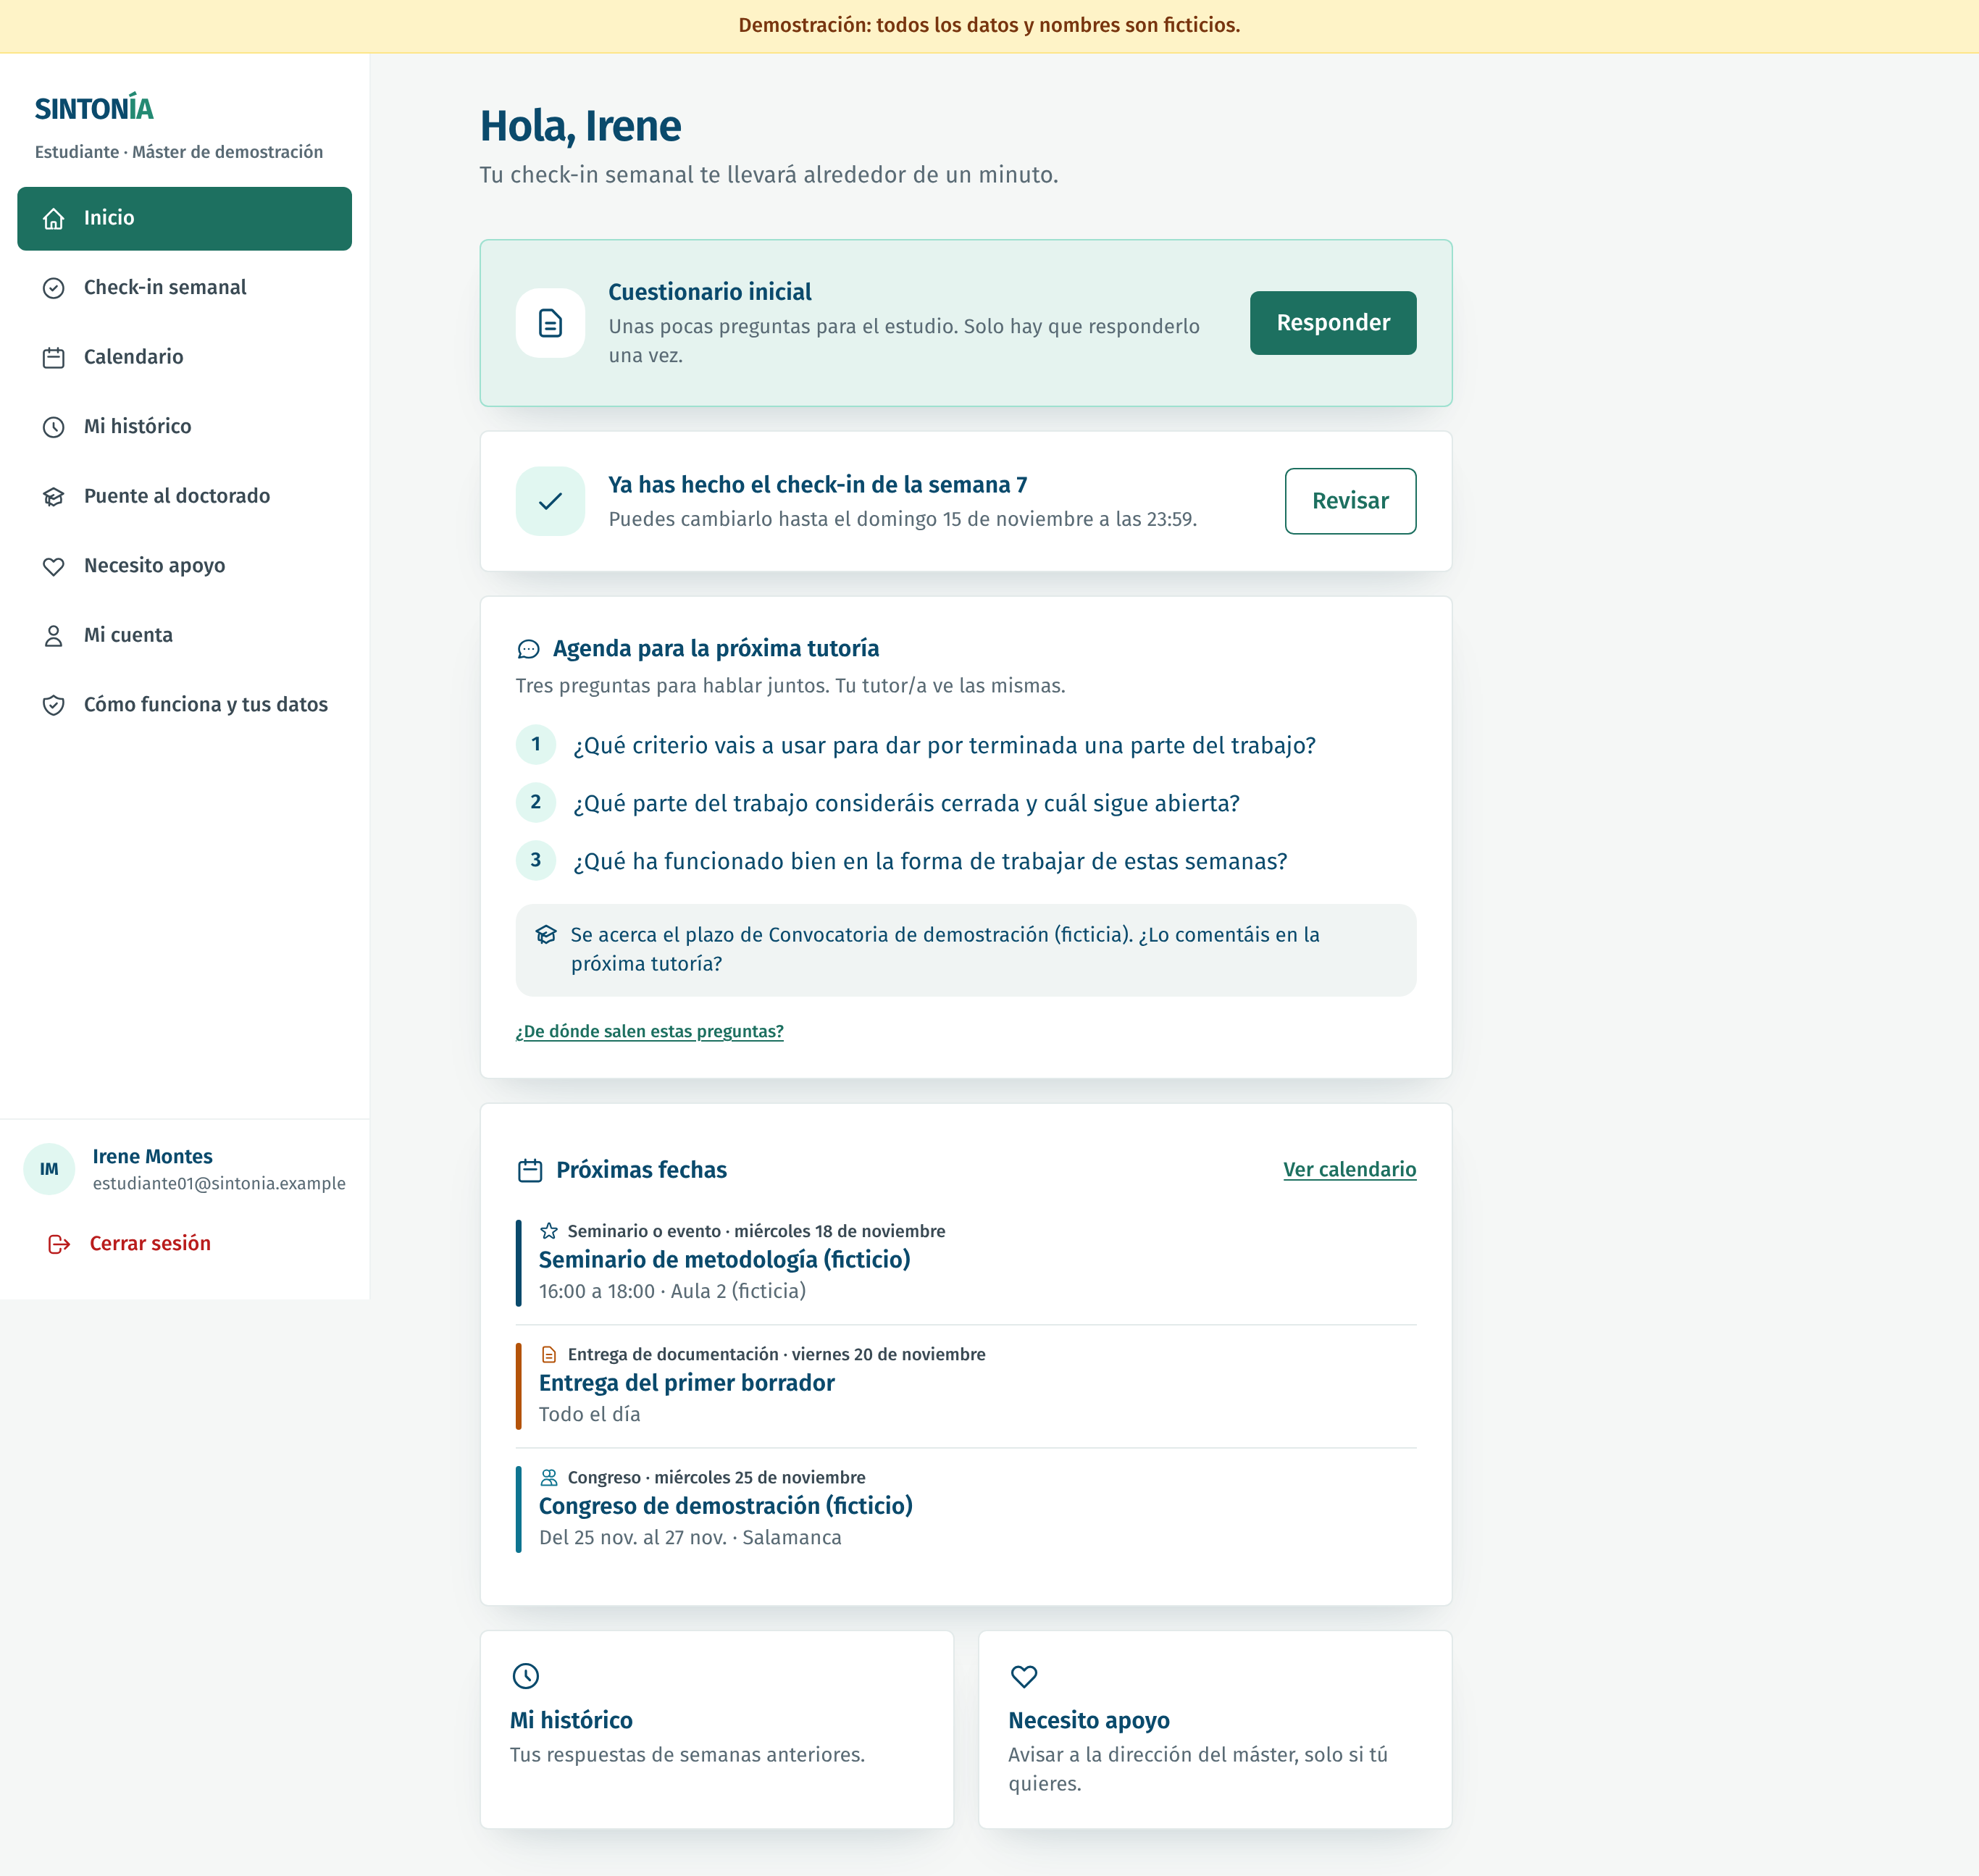 Demostración: todos los datos y nombres son ficticios.
SINTONÍA
Estudiante · Máster de demostración
Inicio
Check-in semanal
Calendario
Mi histórico
Puente al doctorado
Necesito apoyo
Mi cuenta
Cómo funciona y tus datos
IM
Irene Montes
estudiante01@sintonia.example
Cerrar sesión
Hola, Irene
Tu check-in semanal te llevará alrededor de un minuto.
Cuestionario inicial
Unas pocas preguntas para el estudio. Solo hay que responderlo
una vez.
Responder
Ya has hecho el check-in de la semana 7
Puedes cambiarlo hasta el domingo 15 de noviembre a las 23:59.
Revisar
Agenda para la próxima tutoría
Tres preguntas para hablar juntos. Tu tutor/a ve las mismas.
1 ¿Qué criterio vais a usar para dar por terminada una parte del trabajo?
2 ¿Qué parte del trabajo consideráis cerrada y cuál sigue abierta?
3 ¿Qué ha funcionado bien en la forma de trabajar de estas semanas?
Se acerca el plazo de Convocatoria de demostración (ficticia). ¿Lo comentáis en la
próxima tutoría?
¿De dónde salen estas preguntas?
Próximas fechas
Ver calendario
Seminario o evento · miércoles 18 de noviembre
Seminario de metodología (ficticio)
16:00 a 18:00 · Aula 2 (ficticia)
Entrega de documentación · viernes 20 de noviembre
Entrega del primer borrador
Todo el día
Congreso · miércoles 25 de noviembre
Congreso de demostración (ficticio)
Del 25 nov. al 27 nov. · Salamanca
Mi histórico
Tus respuestas de semanas anteriores.
Necesito apoyo
Avisar a la dirección del máster, solo si tú
quieres.